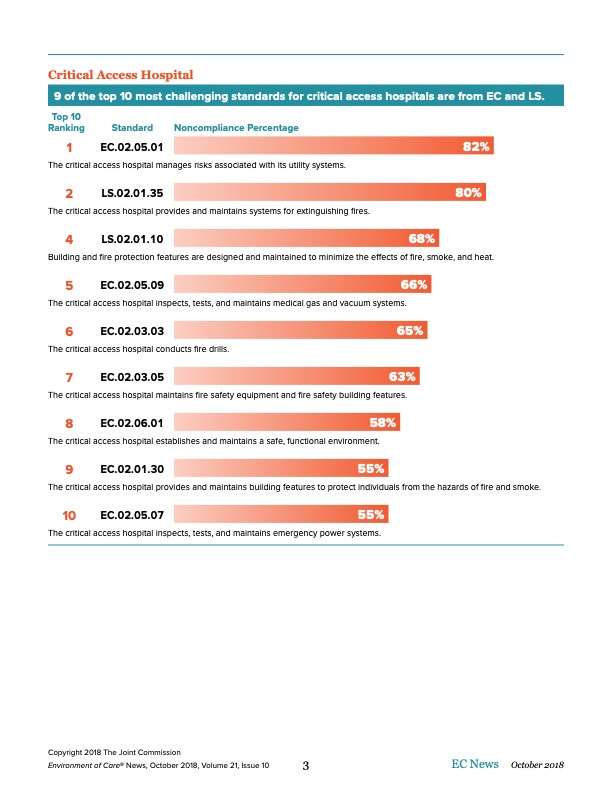 Critical Access Hospital
9 of the top 10 most challenging standards for critical access hospitals are from EC and LS.
Top 10
Ranking Standard Noncompliance Percentage
1 EC.02.05.01 82%
The critical access hospital manages risks associated with its utility systems.
2 LS.02.01.35 80%
The critical access hospital provides and maintains systems for extinguishing fires.
4 LS.02.01.10 68%
Building and fire protection features are designed and maintained to minimize the effects of fire, smoke, and heat.
5 EC.02.05.09 66%
The critical access hospital inspects, tests, and maintains medical gas and vacuum systems.
6 EC.02.03.03 65%
The critical access hospital conducts fire drills.
7 EC.02.03.05 63%
The critical access hospital maintains fire safety equipment and fire safety building features.
8 EC.02.06.01 58%
The critical access hospital establishes and maintains a safe, functional environment.
9 EC.02.01.30 55%
The critical access hospital provides and maintains building features to protect individuals from the hazards of fire and smoke.
10 EC.02.05.07 55%
The critical access hospital inspects, tests, and maintains emergency power systems.
Copyright 2018 The Joint Commission
Environment of Care® News, October 2018, Volume 21, Issue 10 3 EC News October 2018